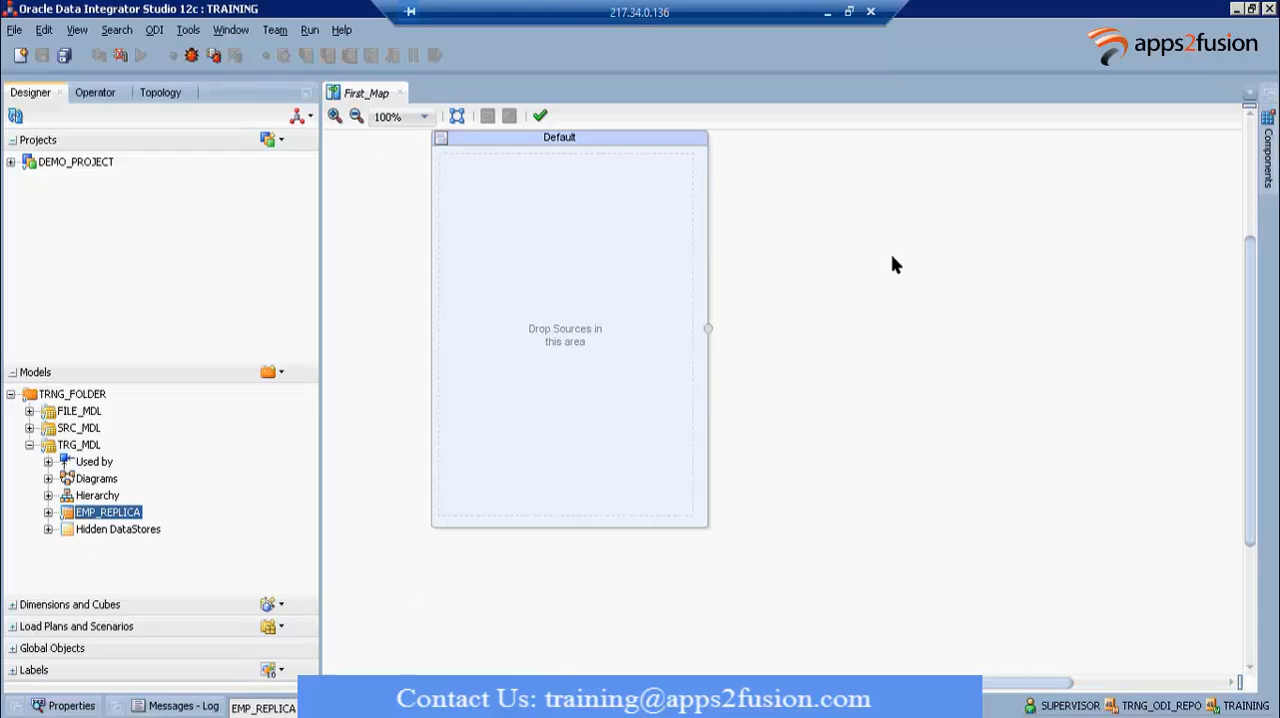 Oracle Data Integrator Studio 12c : TRAINING
217.34.0.136
File Edit View Search ODI Tools Window Team Run Help
apps2fusion
Designer Operator Topology
First_Map
100%
Projects
DEMO_PROJECT
Default
Components
Drop Sources in
this area
Models
TRNG_FOLDER
FILE_MDL
SRC_MDL
TRG_MDL
Used by
Diagrams
Hierarchy
EMP_REPLICA
Hidden DataStores
Dimensions and Cubes
Load Plans and Scenarios
Global Objects
Labels
Properties Messages - Log EMP_REPLICA
Contact Us: training@apps2fusion.com
SUPERVISOR TRNG_ODI_REPO TRAINING